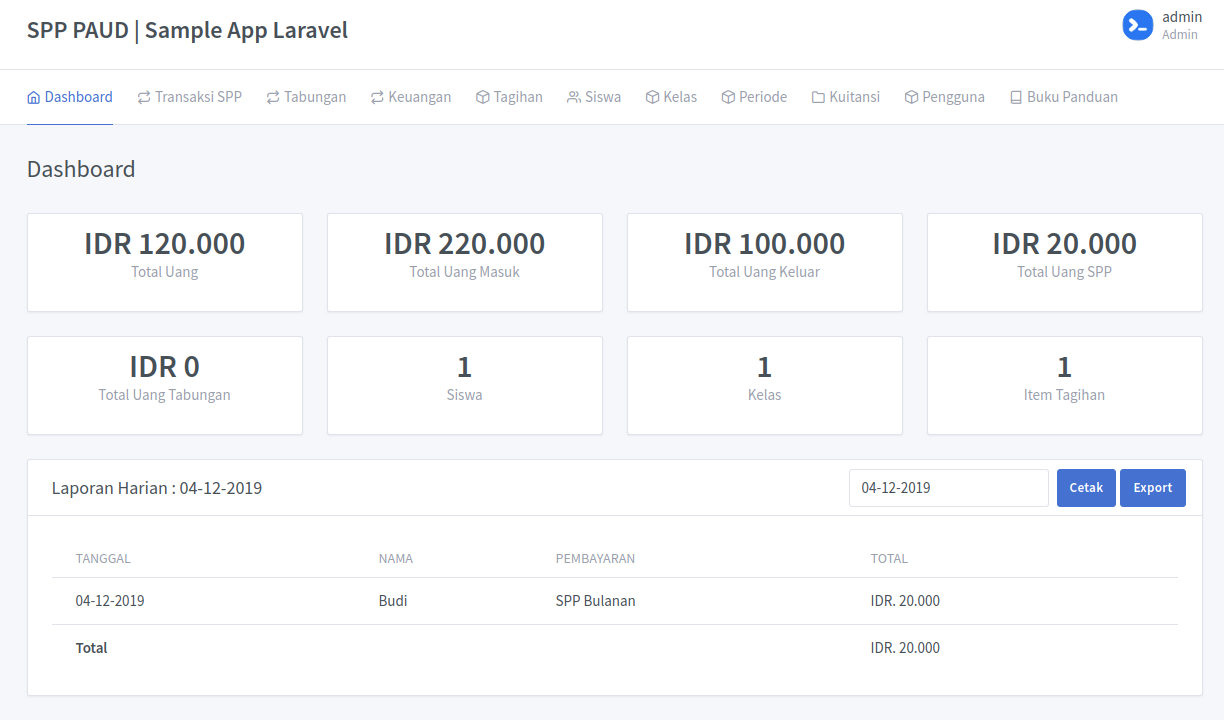 SPP PAUD | Sample App Laravel
admin
Admin
Dashboard Transaksi SPP Tabungan Keuangan Tagihan Siswa Kelas Periode Kuitansi Pengguna Buku Panduan
Dashboard
IDR 120.000 IDR 220.000 IDR 100.000 IDR 20.000
Total Uang Total Uang Masuk Total Uang Keluar Total Uang SPP
IDR 0 1 1 1
Total Uang Tabungan Siswa Kelas Item Tagihan
Laporan Harian : 04-12-2019 04-12-2019 Cetak Export
TANGGAL NAMA PEMBAYARAN TOTAL
04-12-2019 Budi SPP Bulanan IDR. 20.000
Total IDR. 20.000